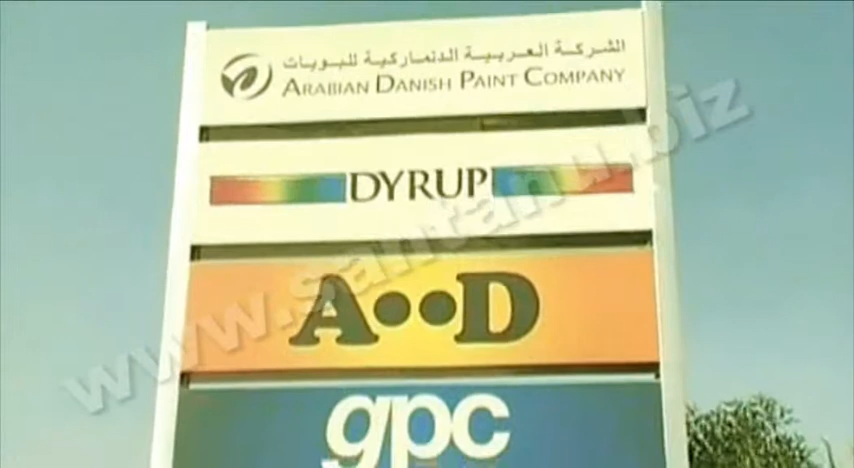 الشركة العربية الدنماركية للبويات
ARABIAN DANISH PAINT COMPANY
DYRUP
A●●D
gpc
www.santanu.biz